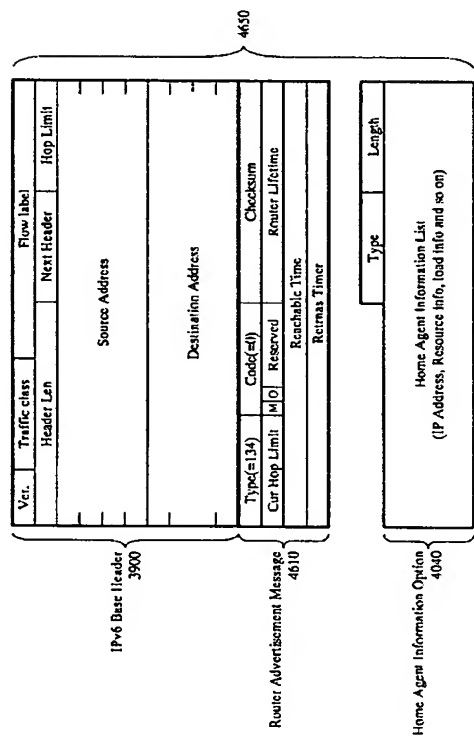 4650
Ver.
Traffic class
Flow label
Header Len
Next Header
Hop Limit
Source Address
Destination Address
IPv6 Base Header
3900
Type(=134)
Code(=0)
Checksum
Cur Hop Limit
M
O
Reserved
Router Lifetime
Reachable Time
Retrnas Timer
Router Advertisement Message
4610
Type
Length
Home Agent Information List
(IP Address, Resource Info, load info and so on)
Home Agent Information Option
4040